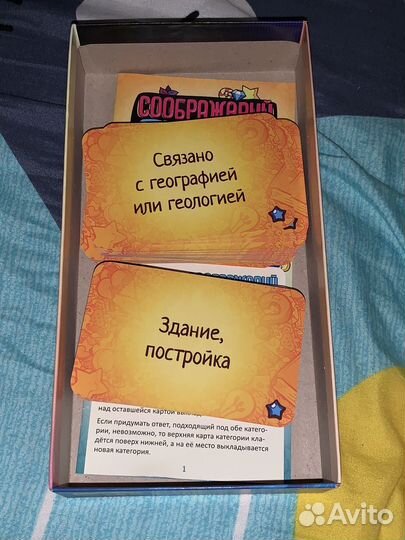 СООБРАЖАРИЙ
Связано
с географией
или геологией
Здание,
постройка
над оставшейся картой
Если придумать ответ, подходящий под обе катего-
рии, невозможно, то верхняя карта категории кла-
дётся поверх нижней, а на её место выкладывается
новая категория.
1
Avito